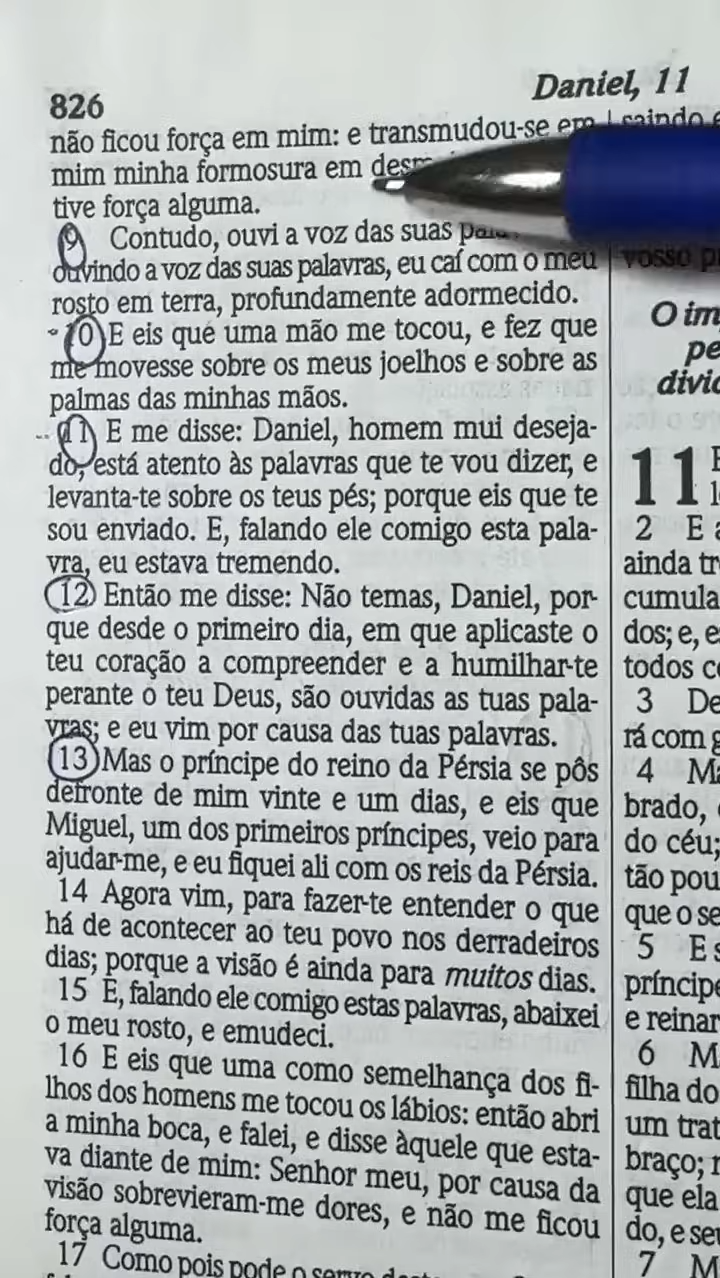 826
Daniel, 11
não ficou força em mim: e transmudou-se em
mim minha formosura em
tive força alguma.
9 Contudo, ouvi a voz das suas
ouvindo a voz das suas palavras, eu caí com o meu
rosto em terra, profundamente adormecido.
10 E eis que uma mão me tocou, e fez que
me movesse sobre os meus joelhos e sobre as
palmas das minhas mãos.
11 E me disse: Daniel, homem mui deseja-
do, está atento às palavras que te vou dizer, e
levanta-te sobre os teus pés; porque eis que te
sou enviado. E, falando ele comigo esta pala-
vra, eu estava tremendo.
12 Então me disse: Não temas, Daniel, por-
que desde o primeiro dia, em que aplicaste o
teu coração a compreender e a humilhar-te
perante o teu Deus, são ouvidas as tuas pala-
vras; e eu vim por causa das tuas palavras.
13 Mas o príncipe do reino da Pérsia se pôs
defronte de mim vinte e um dias, e eis que
Miguel, um dos primeiros príncipes, veio para
ajudar-me, e eu fiquei ali com os reis da Pérsia.
14 Agora vim, para fazer-te entender o que
há de acontecer ao teu povo nos derradeiros
dias; porque a visão é ainda para muitos dias.
15 E, falando ele comigo estas palavras, abaixei
o meu rosto, e emudeci.
16 E eis que uma como semelhança dos fi-
lhos dos homens me tocou os lábios: então abri
a minha boca, e falei, e disse àquele que esta-
va diante de mim: Senhor meu, por causa da
visão sobrevieram-me dores, e não me ficou
força alguma.
17 Como pois pode o servo
saindo
vosso
O im
pe
divid
11
2 E a
ainda tr
cumula
dos; e, e
todos c
3 De
rá com g
4 Ma
brado,
do céu;
tão pou
que o se
5 E s
príncipe
e reinar
6 M
filha do
um trat
braço; n
que ela
do, e seu
7 M